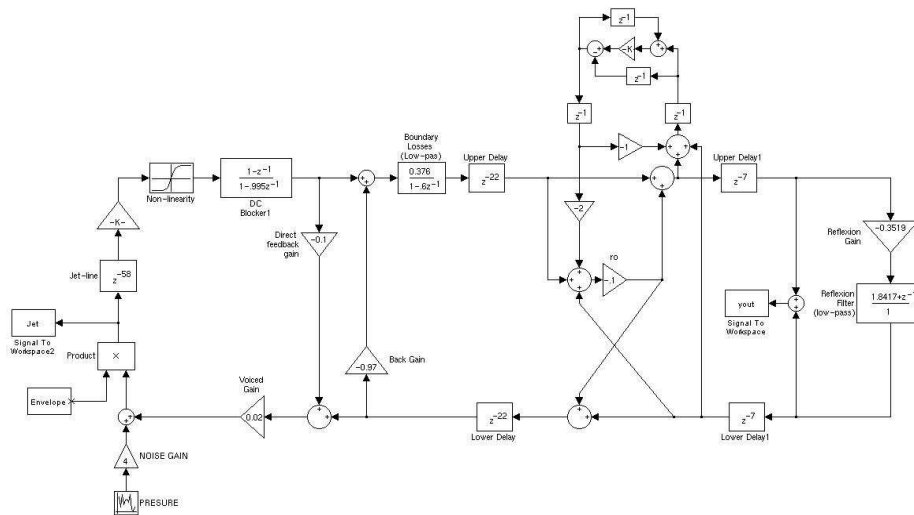 z-1
-
+
-K-
+
+
z-1
z-1
z-1
Boundary
Losses
(Low-pas)
-1
+
+
+
Upper Delay
Upper Delay1
1-z-1
1-.995z-1
+
+
0.376
1-.6z-1
z-22
+
+
z-7
Non-linearity
DC
Blocker1
-K-
-2
-0.3519
Reflexion
Gain
-0.1
Direct
feedback
gain
ro
Jet-line
z-58
+
+
+
-.1
yout
Signal To
Workspace
+
+
Reflexion
Filter
(low-pass)
1.8417+z-1
1
Jet
Signal To
Workspace2
Product
×
-0.97
Back Gain
Envelope
Voiced
Gain
0.02
+
+
+
+
z-22
Lower Delay
+
+
z-7
Lower Delay1
4
NOISE GAIN
PRESURE